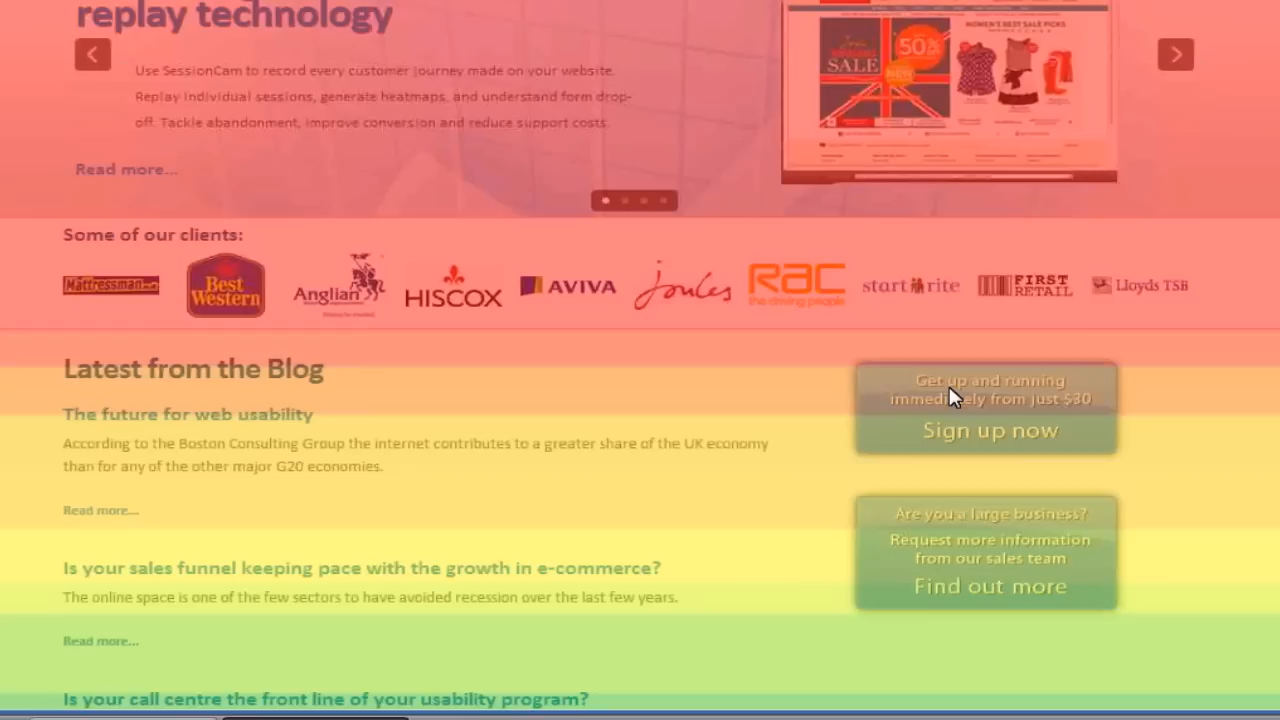 replay technology
Use SessionCam to record every customer journey made on your website.
Replay individual sessions, generate heatmaps, and understand form drop-
off. Tackle abandonment, improve conversion and reduce support costs.
Read more...
WOMEN'S BEST SALE PICKS
50%
SALE
Some of our clients:
Mattressman
Best
Western
Anglian
HISCOX
AVIVA
Joules
RAC
the driving people
start rite
FIRST
RETAIL
Lloyds TSB
Latest from the Blog
The future for web usability
According to the Boston Consulting Group the internet contributes to a greater share of the UK economy
than for any of the other major G20 economies.
Read more...
Is your sales funnel keeping pace with the growth in e-commerce?
The online space is one of the few sectors to have avoided recession over the last few years.
Read more...
Is your call centre the front line of your usability program?
Get up and running
immediately from just $30
Sign up now
Are you a large business?
Request more information
from our sales team
Find out more